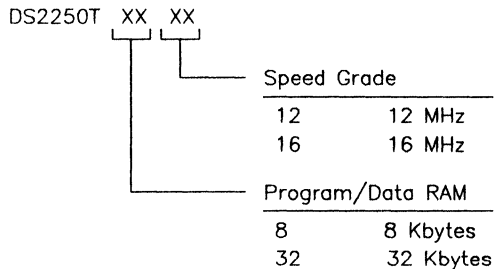 DS2250T XX XX
Speed Grade
12 12 MHz
16 16 MHz
Program/Data RAM
8 8 Kbytes
32 32 Kbytes